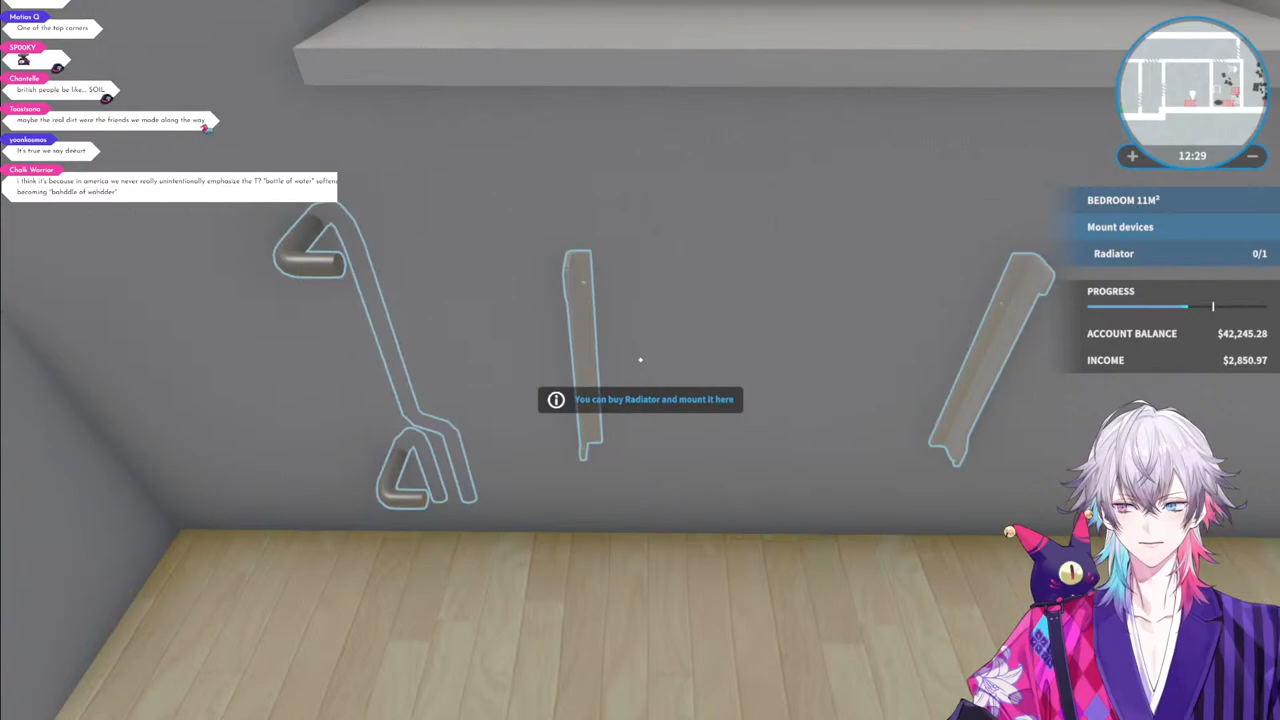 Matias Q
One of the top corners
SPOOKY
Chantelle
british people be like... SOIL
Toastsona
maybe the real dirt were the friends we made along the way
yoonkosmos
It's true we say deeurt
Chalk Warrior
i think it's because in america we never really unintentionally emphasize the T? "bottle of water" softens
becoming "bahddle of wahdder"
12:29
BEDROOM 11M²
Mount devices
Radiator 0/1
PROGRESS
ACCOUNT BALANCE $42,245.28
INCOME $2,850.97
You can buy Radiator and mount it here